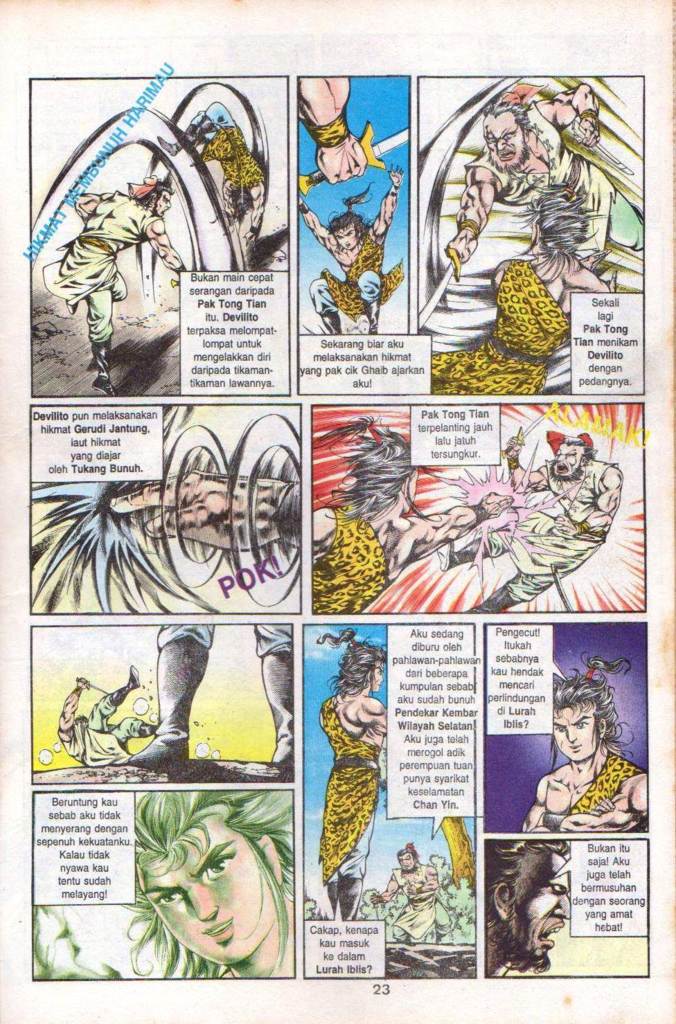 HIKMAT MEMBUNUH HARIMAU
Bukan main cepat
serangan daripada
Pak Tong Tian
itu. Devilito
terpaksa melompat-
lompat untuk
mengelakkan diri
daripada tikaman-
tikaman lawannya.
Sekarang biar aku
melaksanakan hikmat
yang pak cik Ghaib ajarkan
aku!
Sekali
lagi
Pak Tong
Tian menikam
Devilito
dengan
pedangnya.
Devilito pun melaksanakan
hikmat Gerudi Jantung,
iaut hikmat
yang diajar
oleh Tukang Bunuh.
POK!
Pak Tong Tian
terpelanting jauh
lalu jatuh
tersungkur.
ALAMAK!
Beruntung kau
sebab aku tidak
menyerang dengan
sepenuh kekuatanku.
Kalau tidak
nyawa kau
tentu sudah
melayang!
Aku sedang
diburu oleh
pahlawan-pahlawan
dari beberapa
kumpulan sebab
aku sudah bunuh
Pendekar Kembar
Wilayah Selatan.
Aku juga telah
merogol adik
perempuan tuan
punya syarikat
keselamatan
Chan Yin.
Cakap, kenapa
kau masuk
ke dalam
Lurah Iblis?
Pengecut!
Itukah
sebabnya
kau hendak
mencari
perlindungan
di Lurah
Iblis?
Bukan itu
saja! Aku
juga telah
bermusuhan
dengan seorang
yang amat
hebat!
23